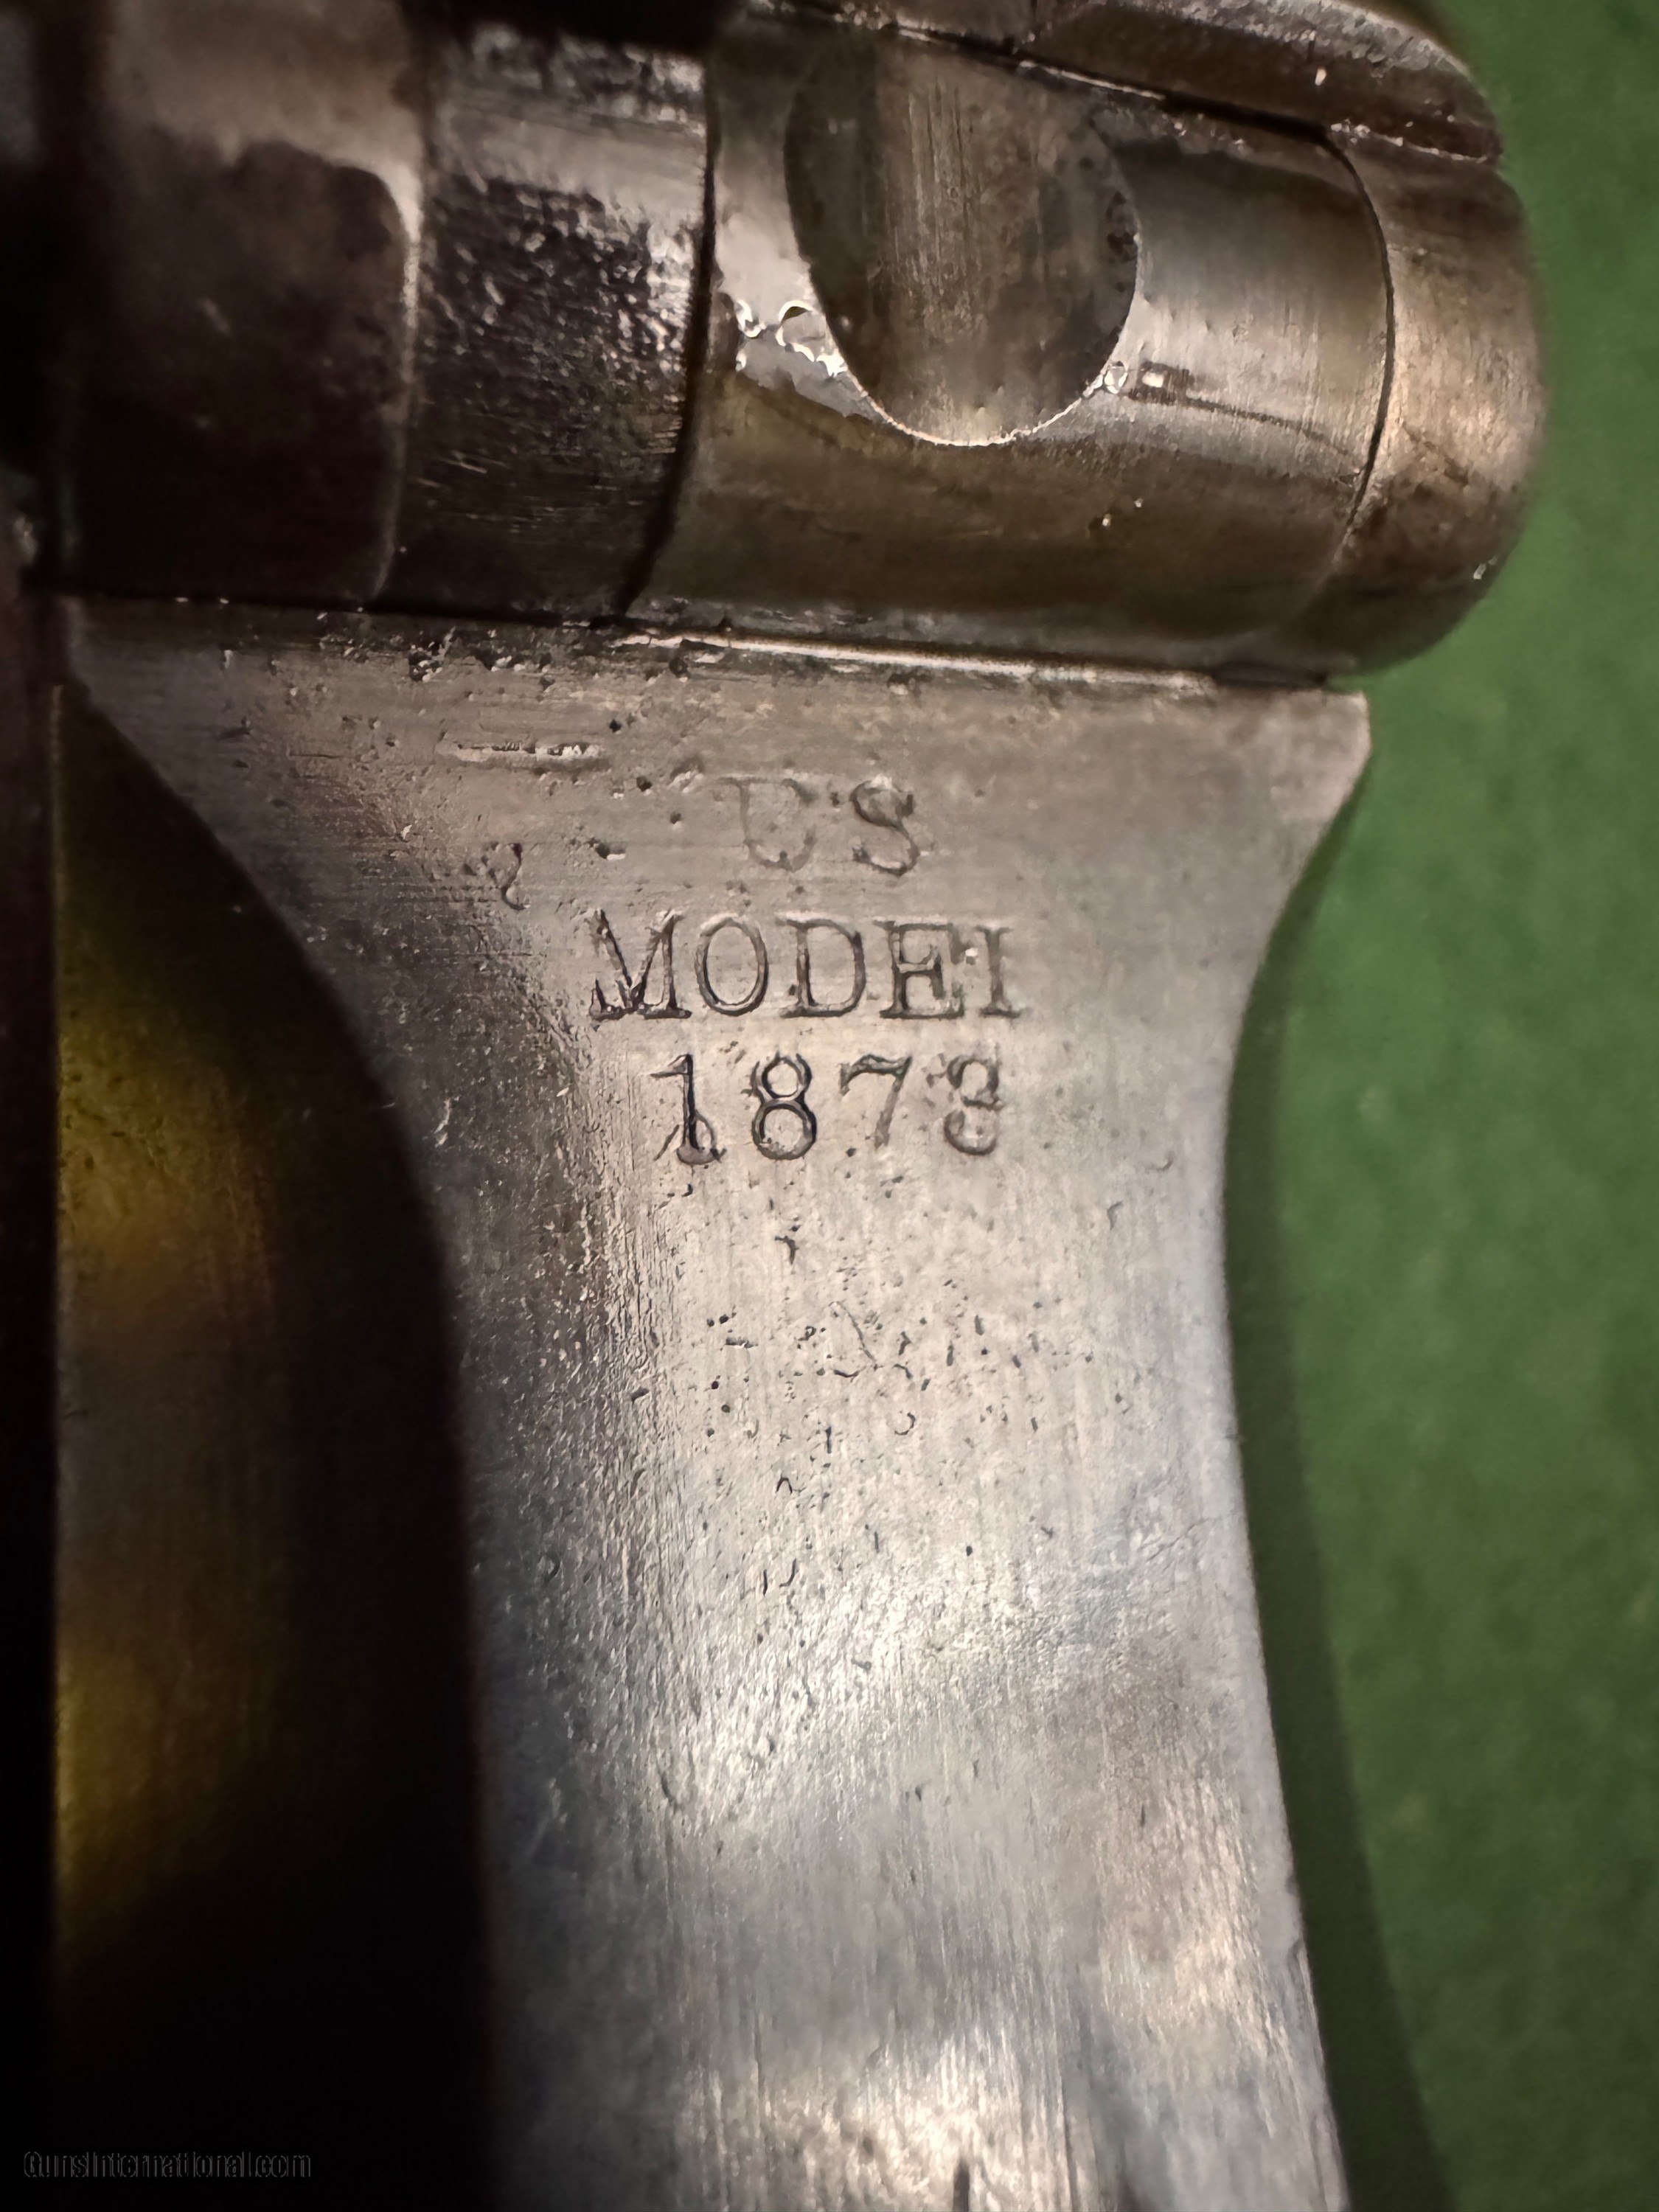 US
MODEL
1873
GunsInternational.com